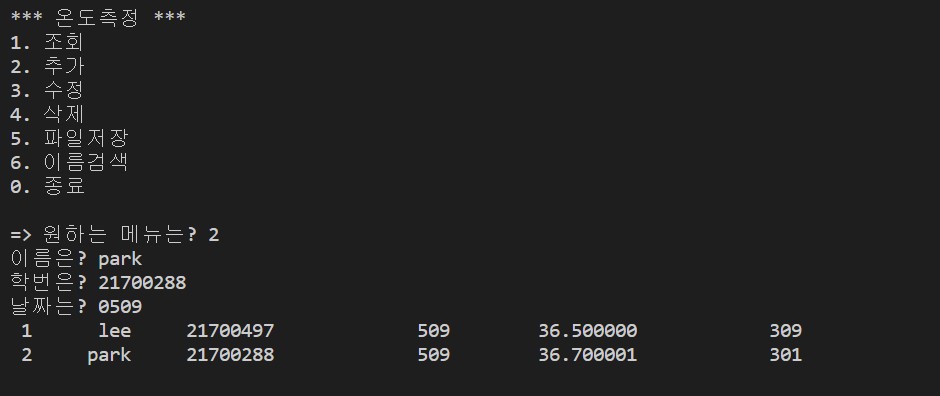 *** 온도측정 ***
1. 조회
2. 추가
3. 수정
4. 삭제
5. 파일저장
6. 이름검색
0. 종료
=> 원하는 메뉴는? 2
이름은? park
학번은? 21700288
날짜는? 0509
1 lee 21700497 509 36.500000 309
2 park 21700288 509 36.700001 301